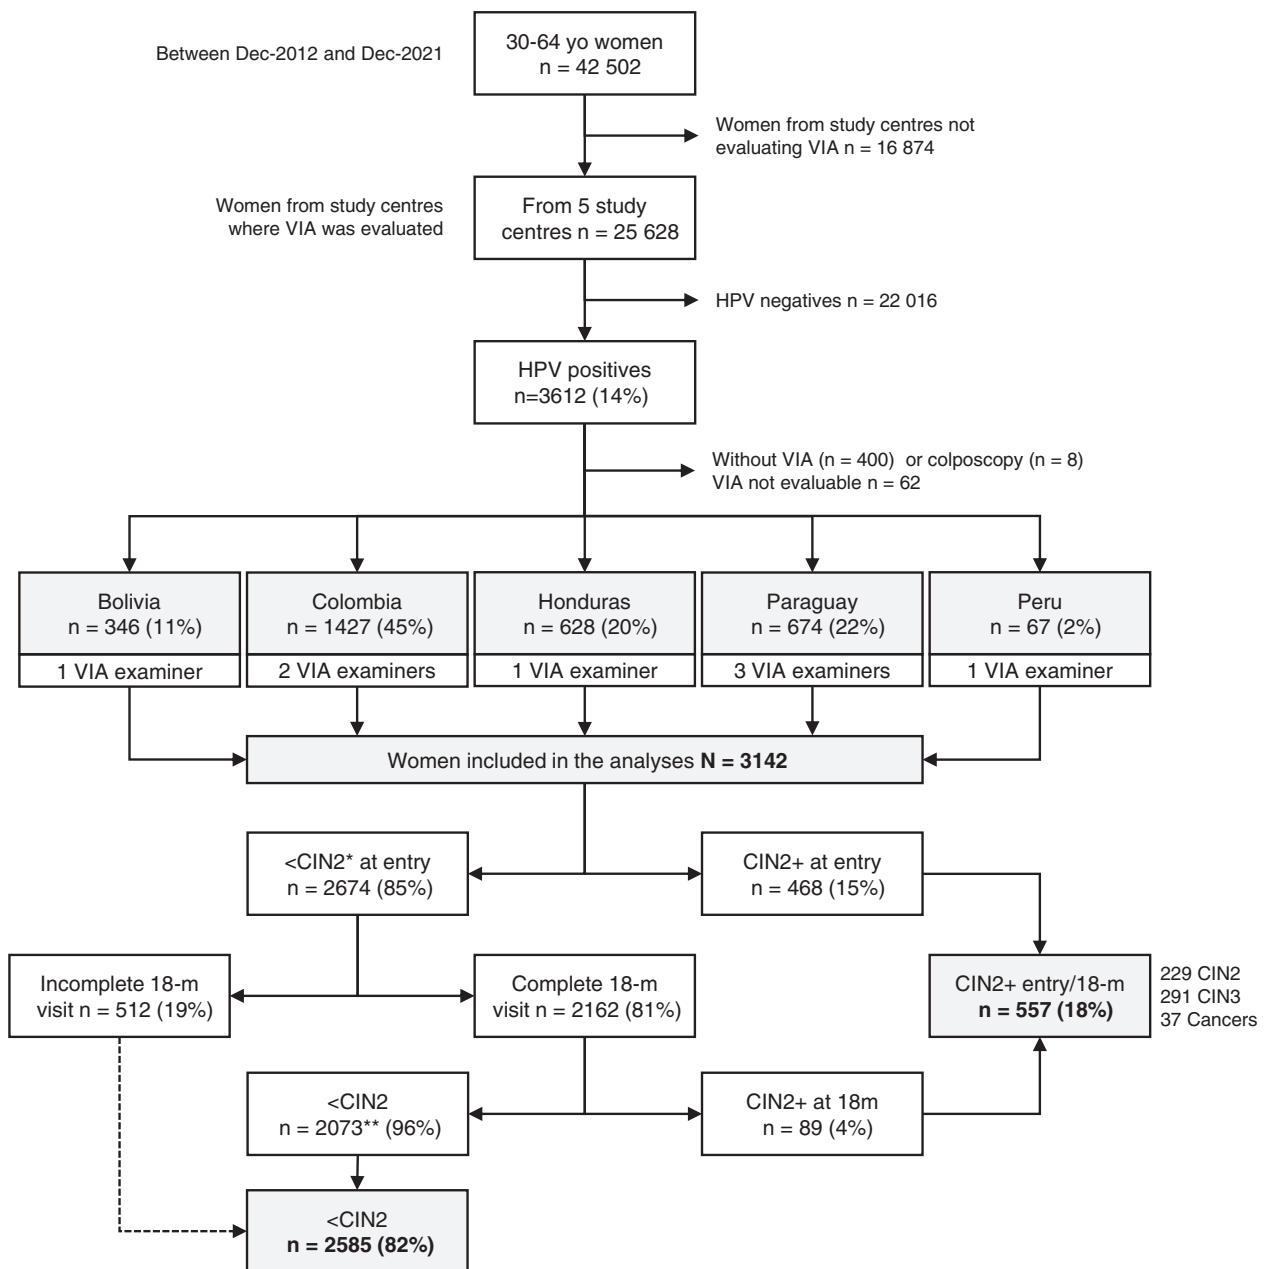 Between Dec-2012 and Dec-2021
30-64 yo women
n = 42 502
Women from study centres not
evaluating VIA n = 16 874
Women from study centres
where VIA was evaluated
From 5 study
centres n = 25 628
HPV negatives n = 22 016
HPV positives
n=3612 (14%)
Without VIA (n = 400) or colposcopy (n = 8)
VIA not evaluable n = 62
Bolivia
n = 346 (11%)
1 VIA examiner
Colombia
n = 1427 (45%)
2 VIA examiners
Honduras
n = 628 (20%)
1 VIA examiner
Paraguay
n = 674 (22%)
3 VIA examiners
Peru
n = 67 (2%)
1 VIA examiner
Women included in the analyses N = 3142
<CIN2* at entry
n = 2674 (85%)
CIN2+ at entry
n = 468 (15%)
Incomplete 18-m
visit n = 512 (19%)
Complete 18-m
visit n = 2162 (81%)
CIN2+ entry/18-m
n = 557 (18%)
229 CIN2
291 CIN3
37 Cancers
<CIN2
n = 2073** (96%)
CIN2+ at 18m
n = 89 (4%)
<CIN2
n = 2585 (82%)